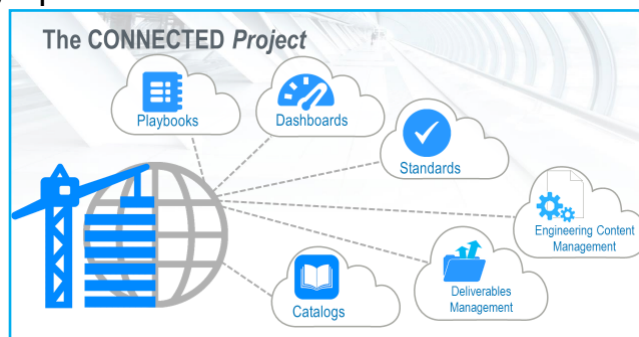 The CONNECTED Project
Playbooks
Dashboards
Standards
Engineering Content
Management
Deliverables
Management
Catalogs